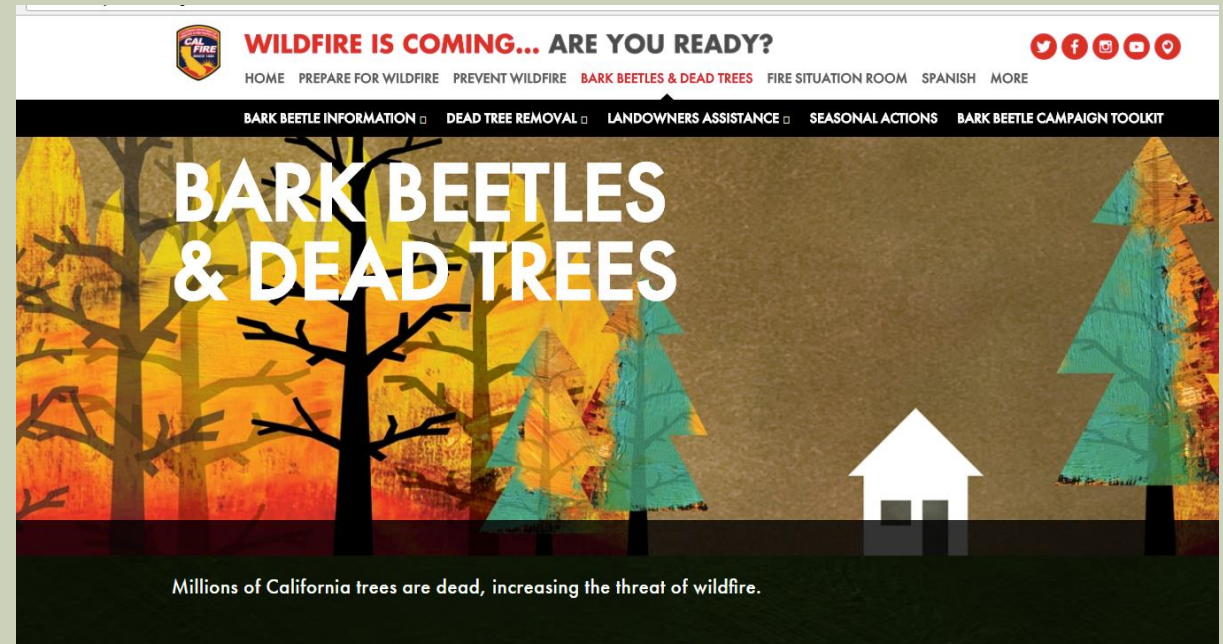 CAL
FIRE
SINCE 1885
WILDFIRE IS COMING... ARE YOU READY?
HOME PREPARE FOR WILDFIRE PREVENT WILDFIRE BARK BEETLES & DEAD TREES FIRE SITUATION ROOM SPANISH MORE
BARK BEETLE INFORMATION DEAD TREE REMOVAL LANDOWNERS ASSISTANCE SEASONAL ACTIONS BARK BEETLE CAMPAIGN TOOLKIT
BARK BEETLES
& DEAD TREES
Millions of California trees are dead, increasing the threat of wildfire.